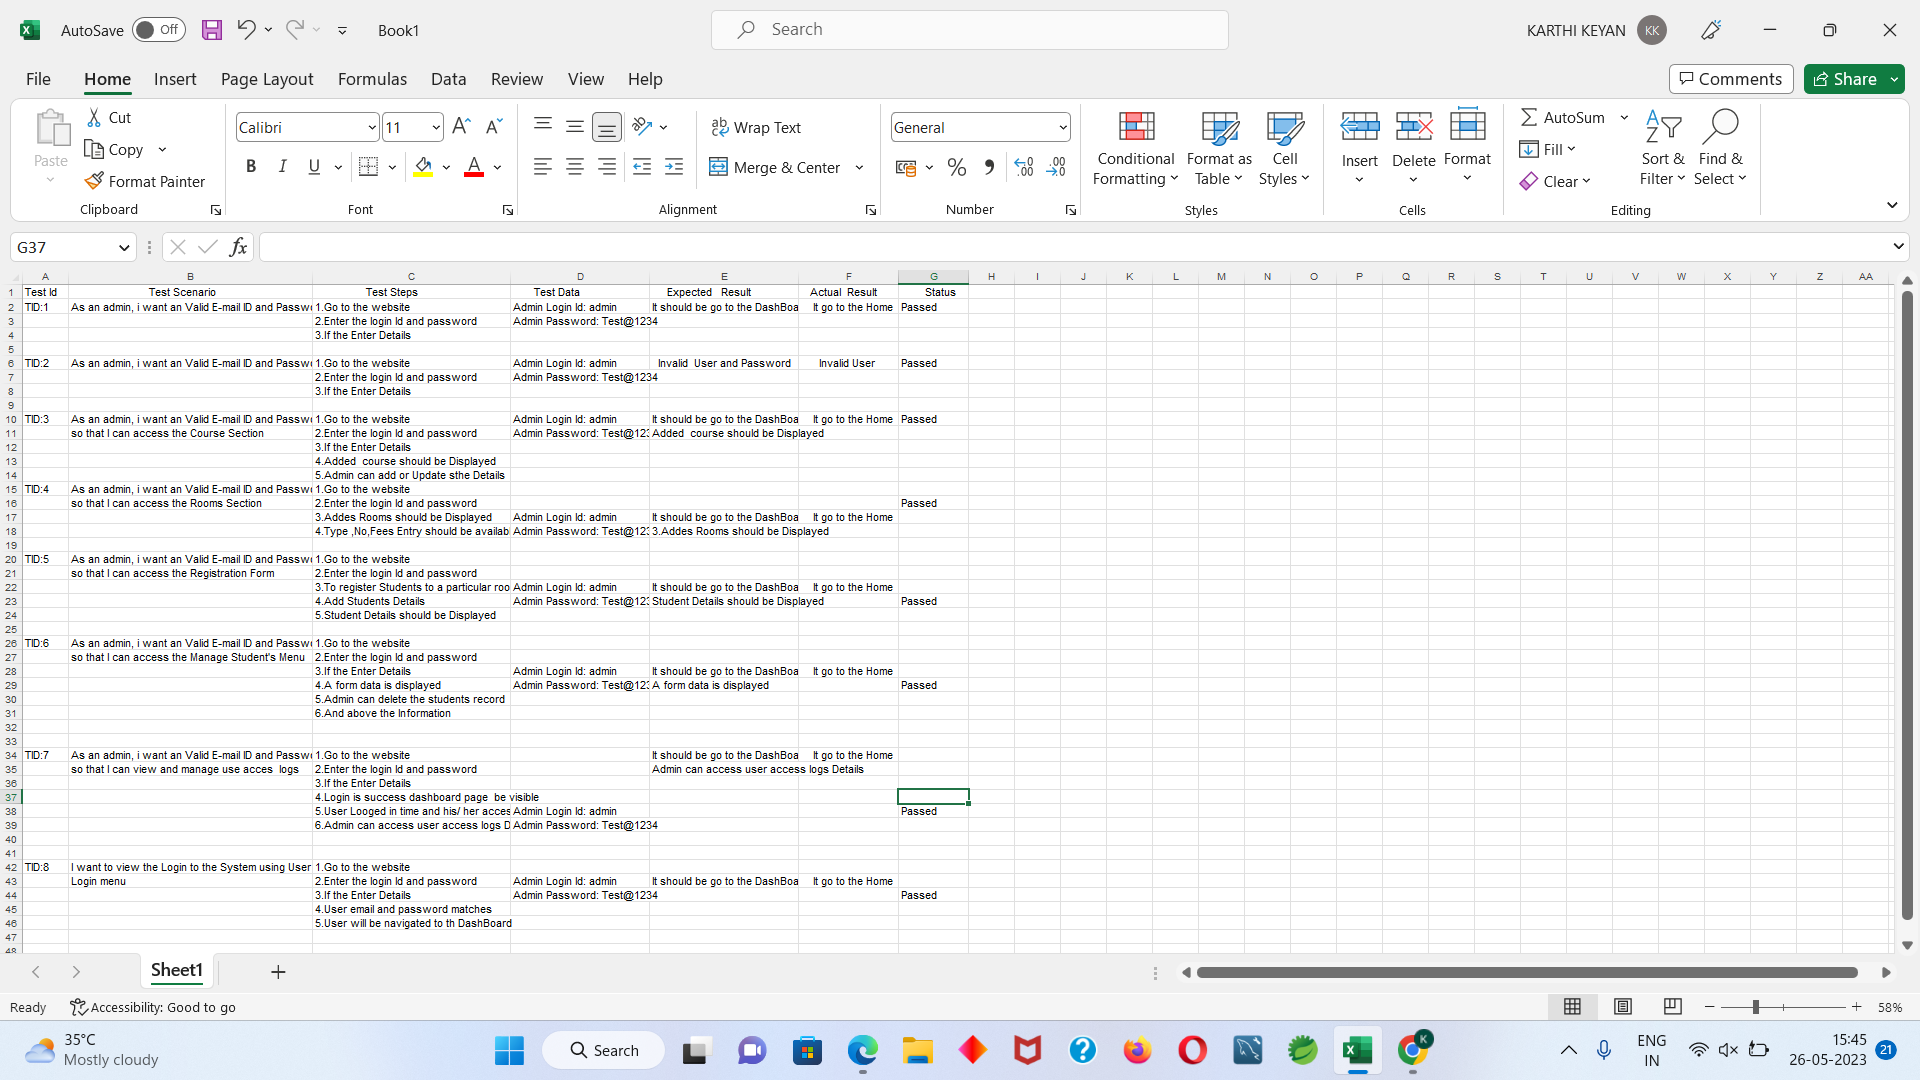 AutoSave Off Book1 Search KARTHI KEYAN KK
File Home Insert Page Layout Formulas Data Review View Help Comments Share
Paste Cut Copy Format Painter Clipboard
Calibri 11 B I U A Font
Wrap Text Merge & Center Alignment
General % Number
Conditional Formatting Format as Table Cell Styles Styles
Insert Delete Format Cells
AutoSum Fill Clear Sort & Filter Find & Select Editing
G37 fx
A B C D E F G H I J K L M N O P Q R S T U V W X Y Z AA
1 Test Id Test Scenario Test Steps Test Data Expected Result Actual Result Status
2 TID:1 As an admin, i want an Valid E-mail ID and Passw 1.Go to the website Admin Login Id: admin It should be go to the DashBoa It go to the Home Passed
3 2.Enter the login Id and password Admin Password: Test@1234
4 3.If the Enter Details
5
6 TID:2 As an admin, i want an Valid E-mail ID and Passw 1.Go to the website Admin Login Id: admin Invalid User and Password Invalid User Passed
7 2.Enter the login Id and password Admin Password: Test@1234
8 3.If the Enter Details
9
10 TID:3 As an admin, i want an Valid E-mail ID and Passw 1.Go to the website Admin Login Id: admin It should be go to the DashBoa It go to the Home Passed
11 so that I can access the Course Section 2.Enter the login Id and password Admin Password: Test@123 Added course should be Displayed
12 3.If the Enter Details
13 4.Added course should be Displayed
14 5.Admin can add or Update sthe Details
15 TID:4 As an admin, i want an Valid E-mail ID and Passw 1.Go to the website
16 so that I can access the Rooms Section 2.Enter the login Id and password Passed
17 3.Addes Rooms should be Displayed Admin Login Id: admin It should be go to the DashBoa It go to the Home
18 4.Type ,No,Fees Entry should be availab Admin Password: Test@123 3.Addes Rooms should be Displayed
19
20 TID:5 As an admin, i want an Valid E-mail ID and Passw 1.Go to the website
21 so that I can access the Registration Form 2.Enter the login Id and password
22 3.To register Students to a particular roo Admin Login Id: admin It should be go to the DashBoa It go to the Home
23 4.Add Students Details Admin Password: Test@123 Student Details should be Displayed Passed
24 5.Student Details should be Displayed
25
26 TID:6 As an admin, i want an Valid E-mail ID and Passw 1.Go to the website
27 so that I can access the Manage Student's Menu 2.Enter the login Id and password
28 3.If the Enter Details Admin Login Id: admin It should be go to the DashBoa It go to the Home
29 4.A form data is displayed Admin Password: Test@123 A form data is displayed Passed
30 5.Admin can delete the students record
31 6.And above the Information
32
33
34 TID:7 As an admin, i want an Valid E-mail ID and Passw 1.Go to the website It should be go to the DashBoa It go to the Home
35 so that I can view and manage use acces logs 2.Enter the login Id and password Admin can access user access logs Details
36 3.If the Enter Details
37 4.Login is success dashboard page be visible
38 5.User Looged in time and his/ her acces Admin Login Id: admin Passed
39 6.Admin can access user access logs D Admin Password: Test@1234
40
41
42 TID:8 I want to view the Login to the System using User 1.Go to the website
43 Login menu 2.Enter the login Id and password Admin Login Id: admin It should be go to the DashBoa It go to the Home
44 3.If the Enter Details Admin Password: Test@1234 Passed
45 4.User email and password matches
46 5.User will be navigated to th DashBoard
47
48
Sheet1
Ready Accessibility: Good to go 58%
35°C
Mostly cloudy
Search
ENG
IN
15:45
26-05-2023
21